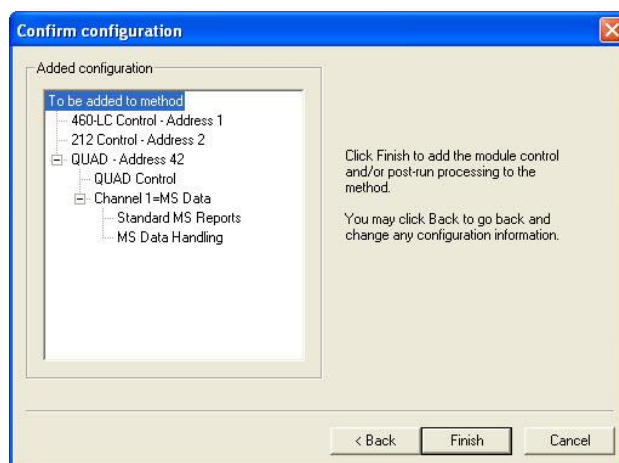 Confirm configuration
Added configuration
To be added to method
460-LC Control - Address 1
212 Control - Address 2
QUAD - Address 42
QUAD Control
Channel 1=MS Data
Standard MS Reports
MS Data Handling
Click Finish to add the module control
and/or post-run processing to the
method.
You may click Back to go back and
change any configuration information.
< Back
Finish
Cancel